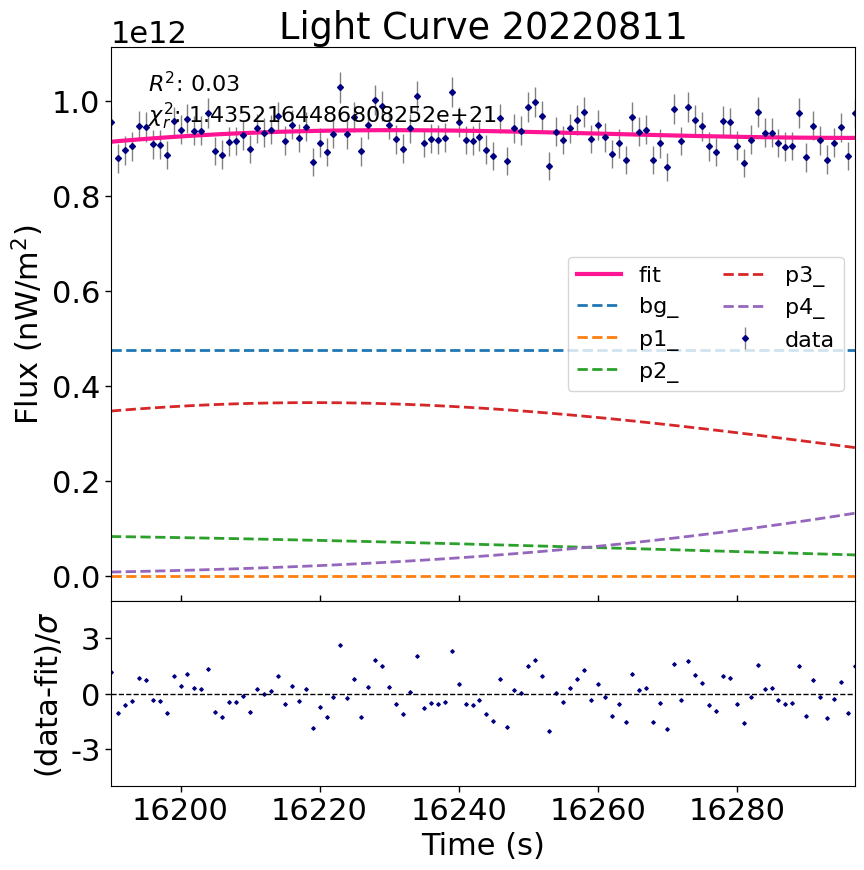 Light Curve 20220811
1e12
R²: 0.03
χ²ᵣ: 1.4352164486808252e+21
1.0
0.8
0.6
0.4
0.2
0.0
Flux (nW/m²)
fit
bg_
p1_
p2_
p3_
p4_
data
3
0
-3
(data-fit)/σ
16200 16220 16240 16260 16280
Time (s)